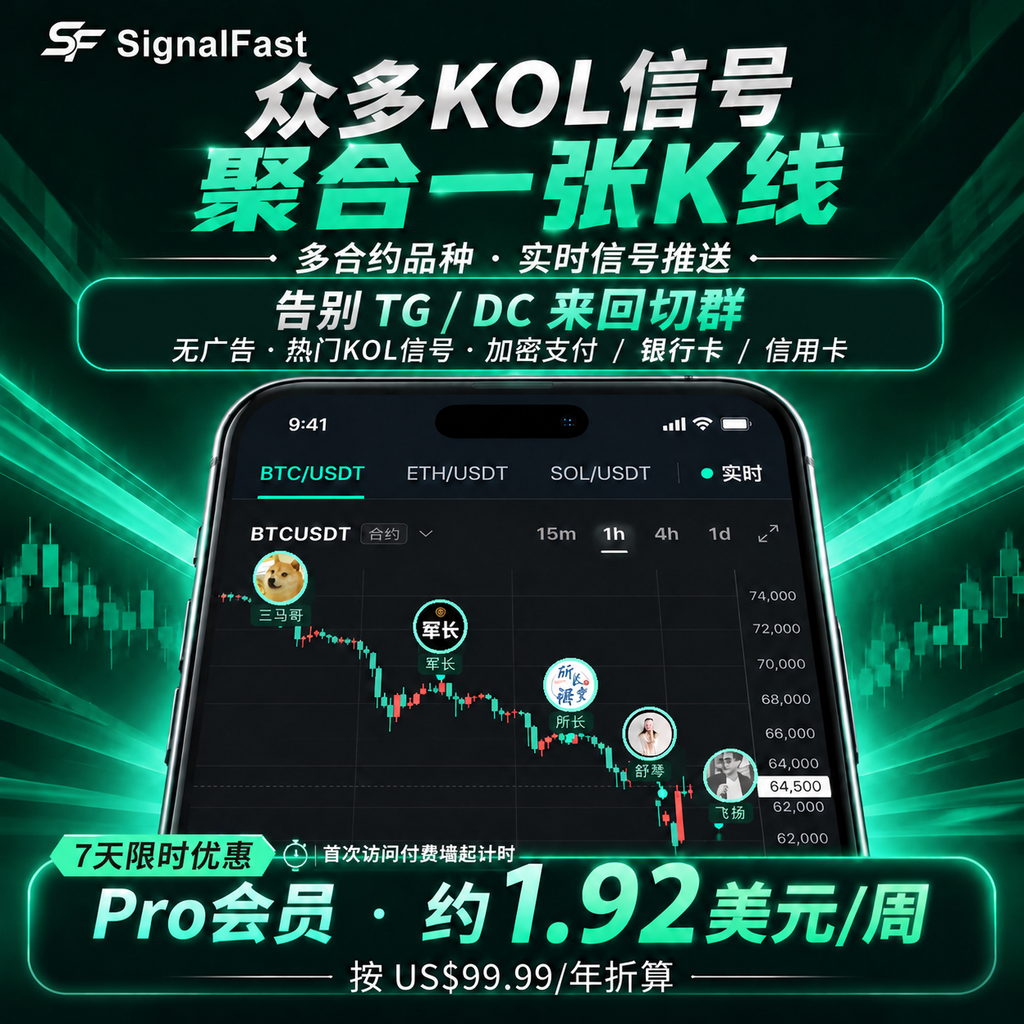 SF SignalFast
众多KOL信号
聚合一张K线
多合约品种 · 实时信号推送
告别 TG / DC 来回切群
无广告 · 热门KOL信号 · 加密支付 / 银行卡 / 信用卡
9:41
BTC/USDT ETH/USDT SOL/USDT 实时
BTCUSDT 合约 15m 1h 4h 1d
三马哥
74,000
军长
72,000
军长
70,000
所长
68,000
所长
66,000
舒琴
64,000
64,500
飞扬
62,000
62,000
7天限时优惠 首次访问付费墙起计时
Pro会员 · 约1.92美元/周
按 US$99.99/年折算